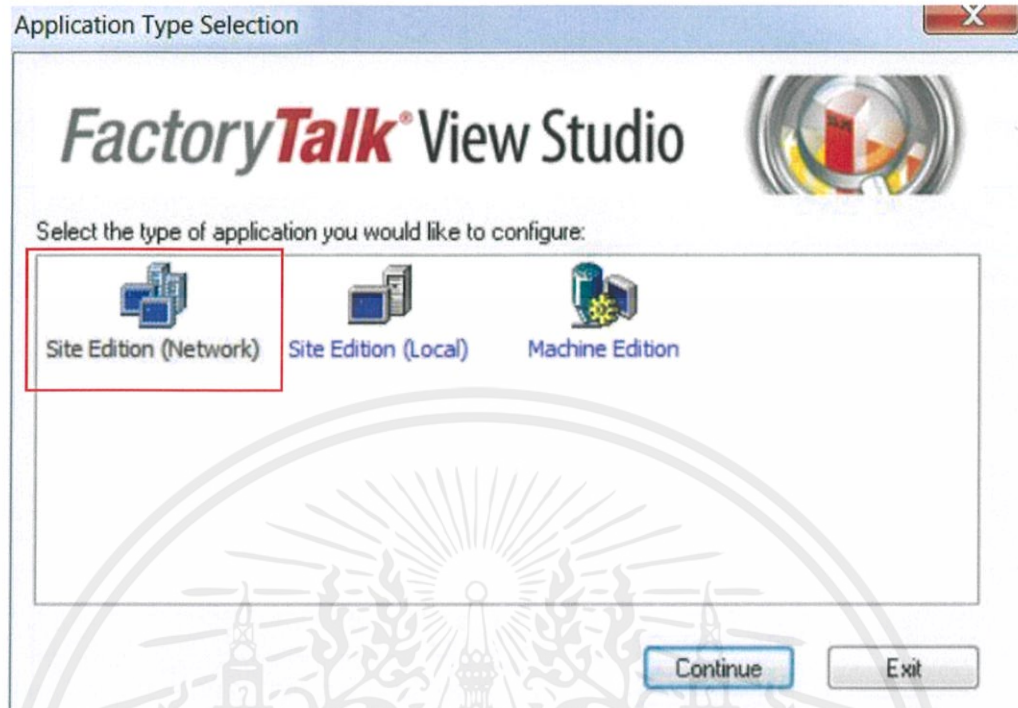 Application Type Selection
FactoryTalk® View Studio
Select the type of application you would like to configure:
Site Edition (Network) Site Edition (Local) Machine Edition
Continue Exit